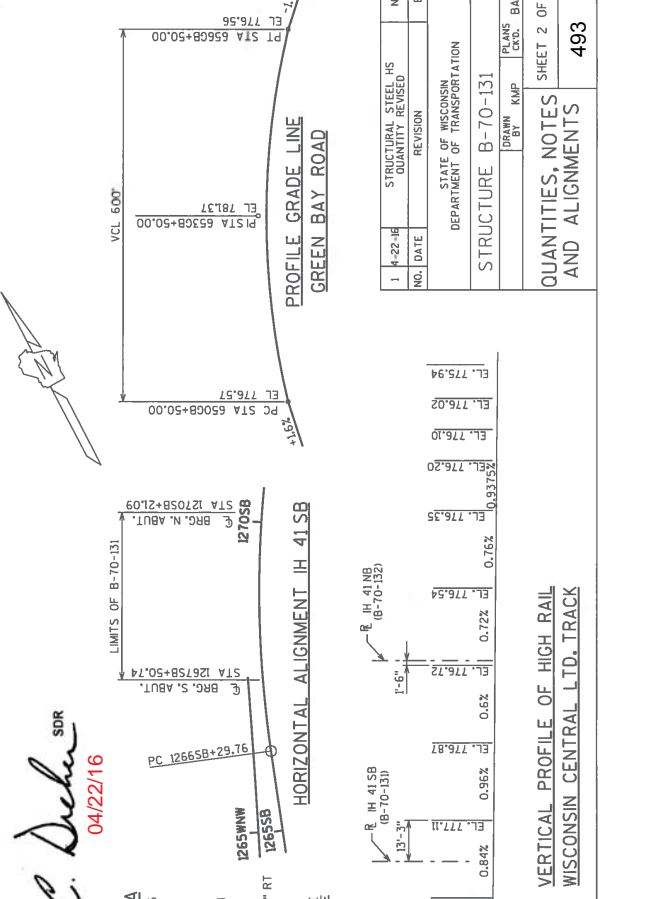 C. Dreher SDR
04/22/16
N
VCL 600'
PC STA 650GB+50.00
EL 776.57
PI STA 653GB+50.00
EL 781.37
PT STA 656GB+50.00
EL 776.56
+1.6%
-1.
PROFILE GRADE LINE
GREEN BAY ROAD
LIMITS OF B-70-131
℄ BRG. S. ABUT.
STA 1267SB+50.74
℄ BRG. N. ABUT.
STA 1270SB+21.09
PC 1266SB+29.76
1265WNW
1265SB
1270SB
HORIZONTAL ALIGNMENT IH 41 SB
" RT
R IH 41 SB
(B-70-131)
13'-3"
R IH 41 NB
(B-70-132)
1'-6"
EL. 777.11
EL. 776.87
EL. 776.72
EL. 776.54
EL. 776.35
EL. 776.20
EL. 776.10
EL. 776.02
EL. 775.94
0.84%
0.96%
0.6%
0.72%
0.76%
0.9375%
VERTICAL PROFILE OF HIGH RAIL
WISCONSIN CENTRAL LTD. TRACK
1 4-22-16 STRUCTURAL STEEL HS
QUANTITY REVISED
NO. DATE REVISION
STATE OF WISCONSIN
DEPARTMENT OF TRANSPORTATION
STRUCTURE B-70-131
DRAWN BY KMP PLANS CK'D. BA
QUANTITIES, NOTES
AND ALIGNMENTS
SHEET 2 OF
493